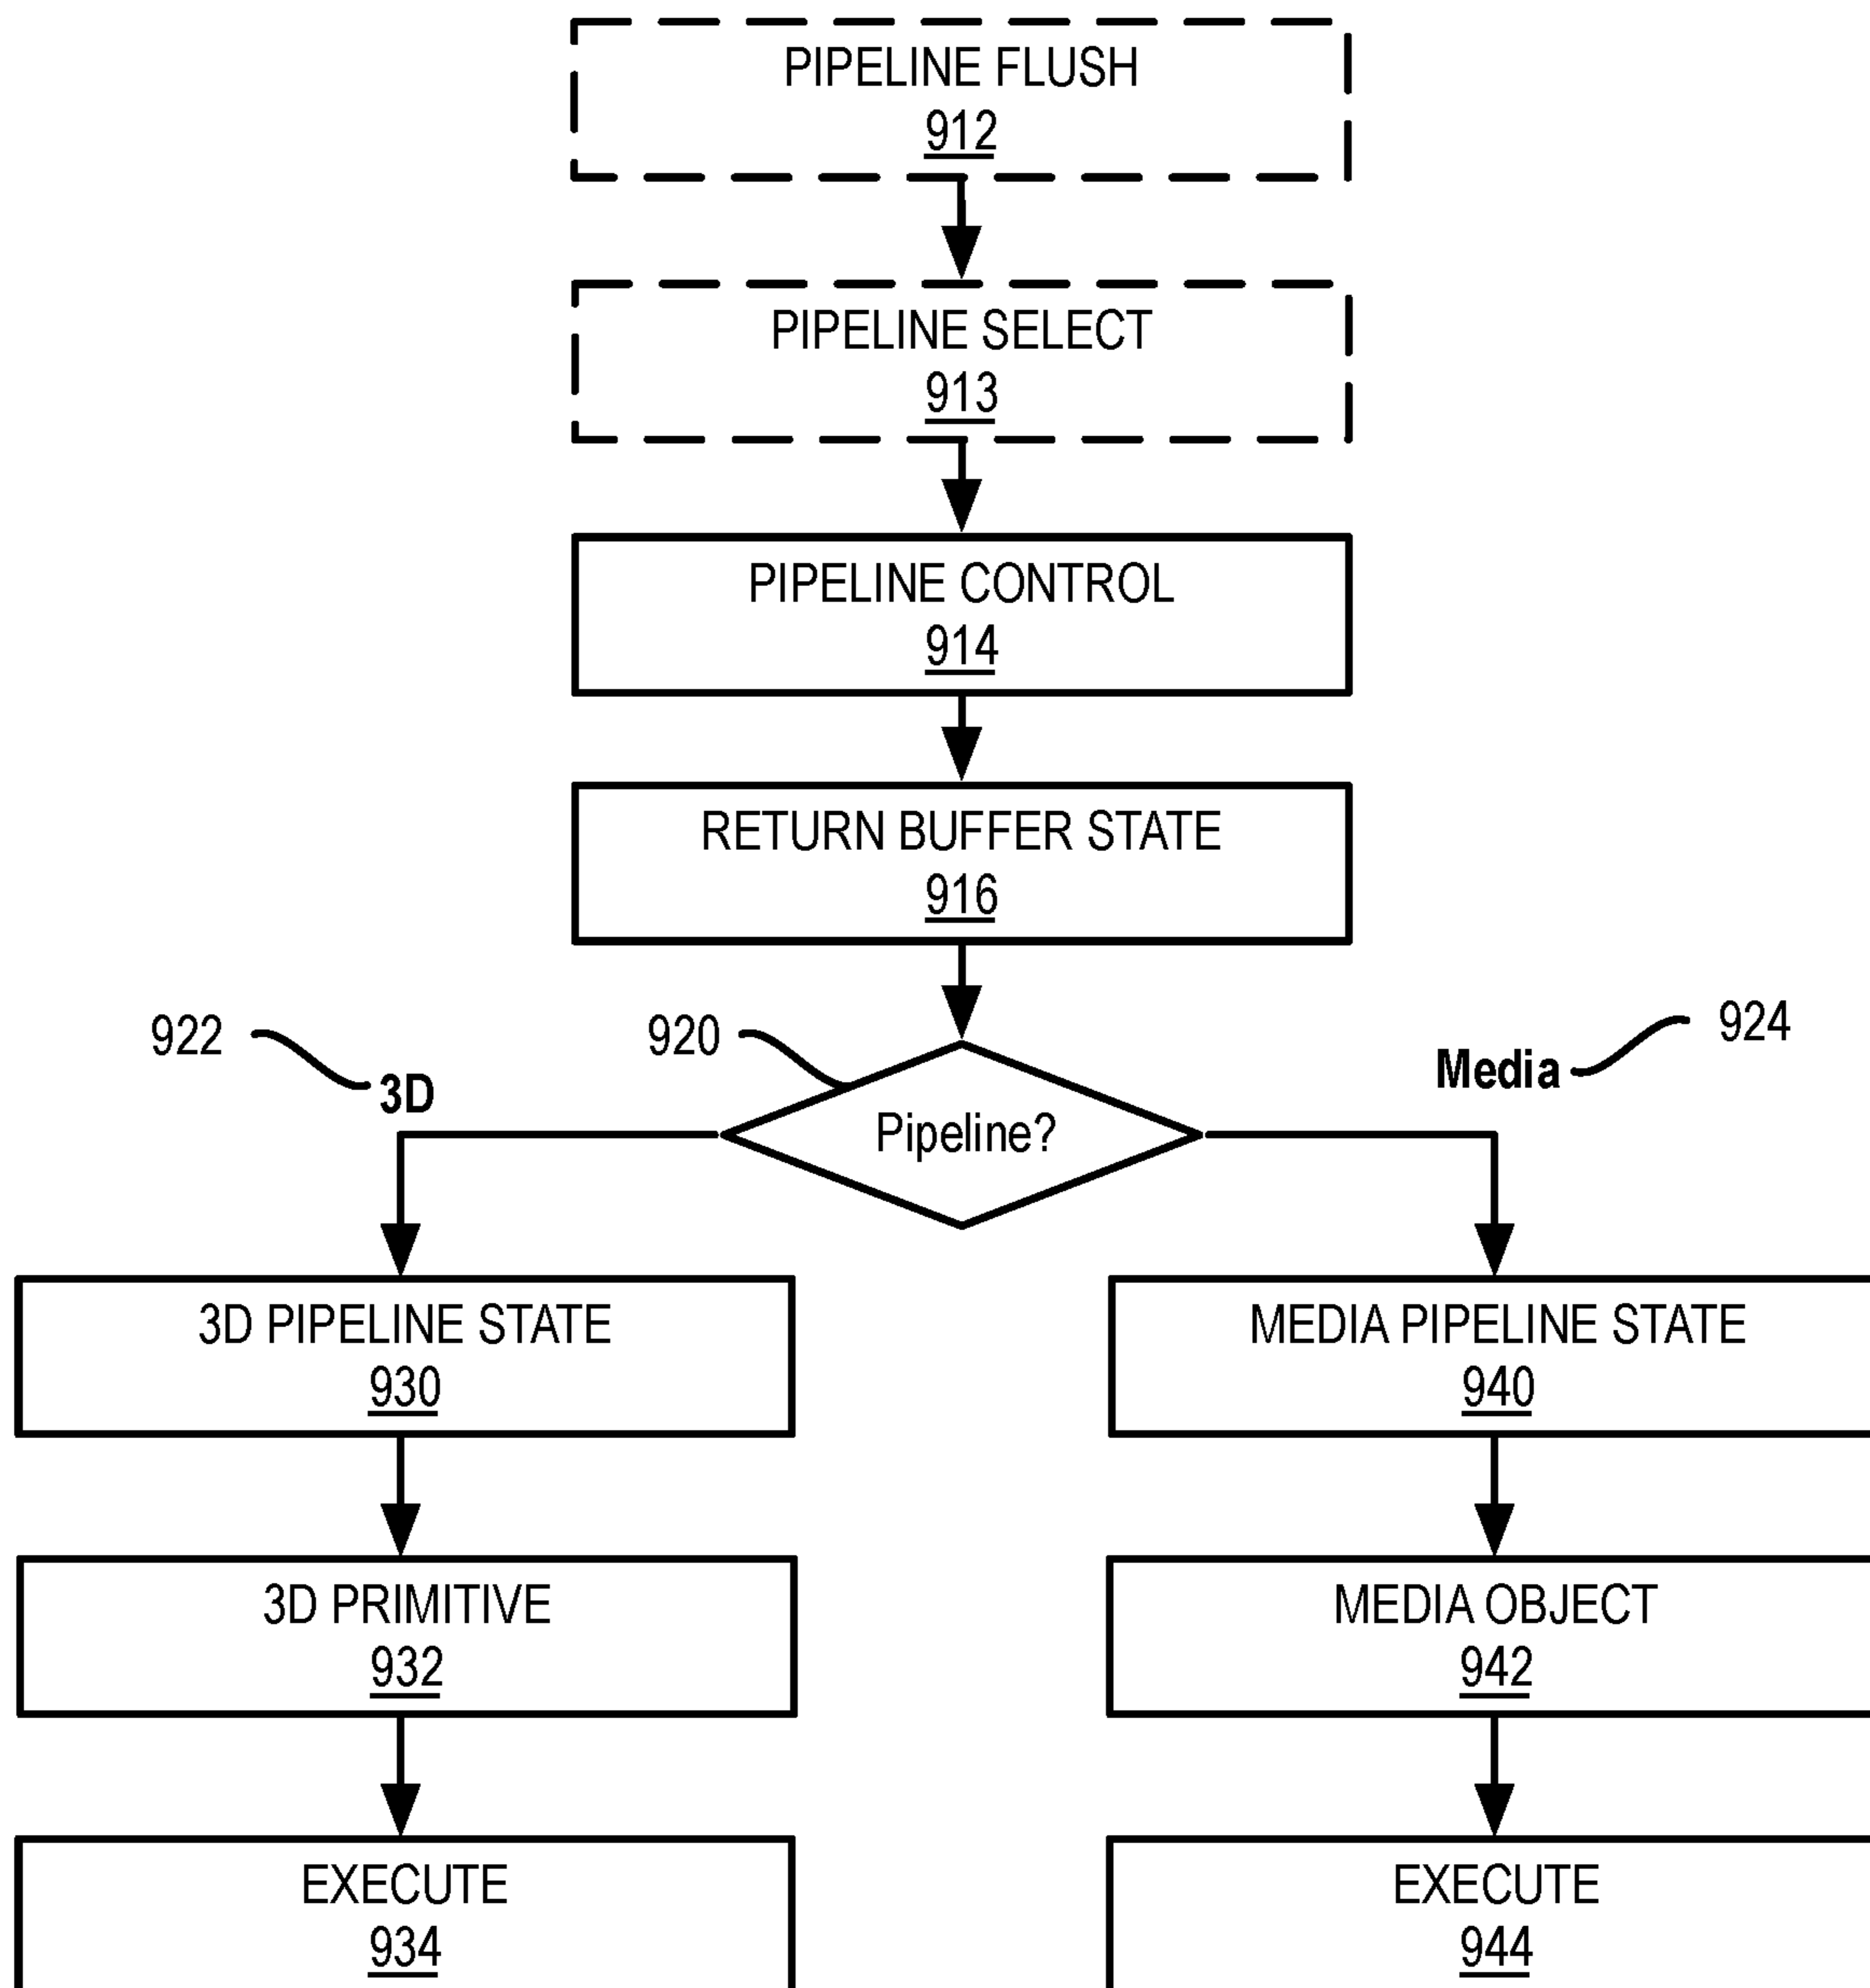 PIPELINE FLUSH
912
PIPELINE SELECT
913
PIPELINE CONTROL
914
RETURN BUFFER STATE
916
922
920
924
3D
Media
Pipeline?
3D PIPELINE STATE
930
MEDIA PIPELINE STATE
940
3D PRIMITIVE
932
MEDIA OBJECT
942
EXECUTE
934
EXECUTE
944